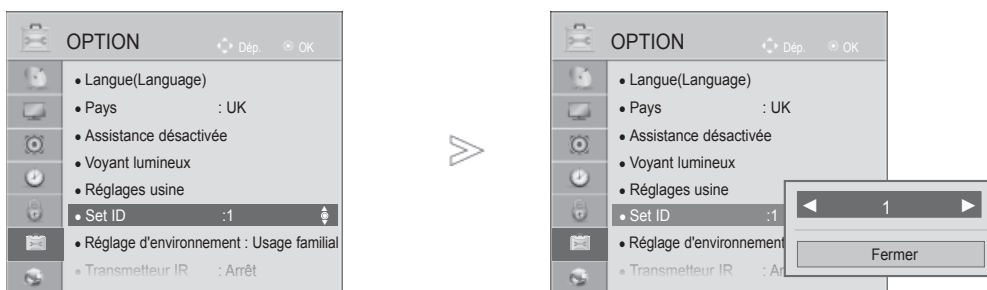 OPTION Dép. OK
Langue(Language)
Pays : UK
Assistance désactivée
Voyant lumineux
Réglages usine
Set ID :1
Réglage d'environnement : Usage familial
Transmetteur IR : Arrêt
OPTION Dép. OK
Langue(Language)
Pays : UK
Assistance désactivée
Voyant lumineux
Réglages usine
Set ID :1
Réglage d'environnement
Transmetteur IR : Ar
1
Fermer